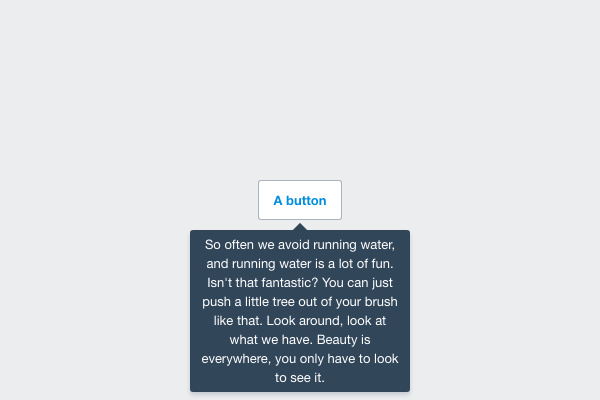 A button
So often we avoid running water,
and running water is a lot of fun.
Isn't that fantastic? You can just
push a little tree out of your brush
like that. Look around, look at
what we have. Beauty is
everywhere, you only have to look
to see it.